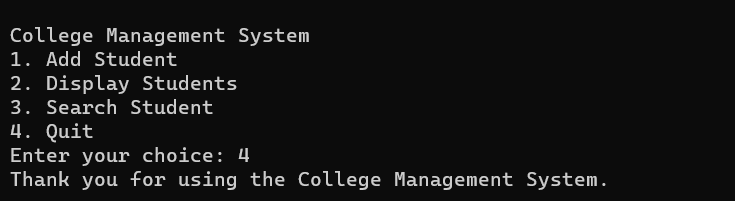 College Management System
1. Add Student
2. Display Students
3. Search Student
4. Quit
Enter your choice: 4
Thank you for using the College Management System.